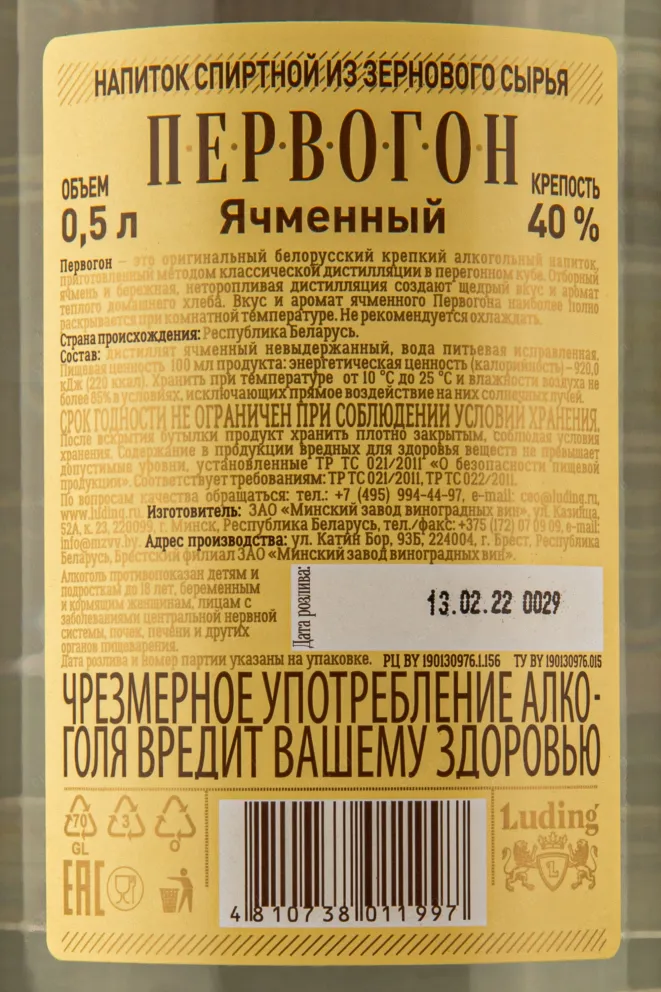 НАПИТОК СПИРТНОЙ ИЗ ЗЕРНОВОГО СЫРЬЯ
П·Е·Р·В·О·Г·О·Н
ОБЪЕМ
0,5 л
Ячменный
КРЕПОСТЬ
40 %
Первогон – это оригинальный белорусский крепкий алкогольный напиток,
приготовленный методом классической дистилляции в перегонном кубе. Отборный
ячмень и бережная, неторопливая дистилляция создают щедрый вкус и аромат
теплого домашнего хлеба. Вкус и аромат ячменного Первогона наиболее полно
раскрывается при комнатной температуре. Не рекомендуется охлаждать.
Страна происхождения: Республика Беларусь.
Состав: дистиллят ячменный невыдержанный, вода питьевая исправленная.
Пищевая ценность 100 мл продукта: энергетическая ценность (калорийность) – 920,0
кДж (220 ккал). Хранить при температуре от 10 °С до 25 °С и влажности воздуха не
более 85% в условиях, исключающих прямое воздействие на них солнечных лучей.
СРОК ГОДНОСТИ НЕ ОГРАНИЧЕН ПРИ СОБЛЮДЕНИИ УСЛОВИЙ ХРАНЕНИЯ.
После вскрытия бутылки продукт хранить плотно закрытым, соблюдая условия
хранения. Содержание в продукции вредных для здоровья веществ не превышает
допустимые уровни, установленные ТР ТС 021/2011 «О безопасности пищевой
продукции». Соответствует требованиям: ТР ТС 021/2011, ТР ТС 022/2011.
По вопросам качества обращаться: тел.: +7 (495) 994-44-97, e-mail: ceo@luding.ru,
www.luding.ru. Изготовитель: ЗАО «Минский завод виноградных вин», ул. Казинца,
52А, к. 23, 220099, г. Минск, Республика Беларусь, тел./факс: +375 (172) 07 09 09, e-mail:
info@mzvv.by. Адрес производства: ул. Катин Бор, 93Б, 224004, г. Брест, Республика
Беларусь, Брестский филиал ЗАО «Минский завод виноградных вин».
Алкоголь противопоказан детям и
подросткам до 18 лет, беременным
и кормящим женщинам, лицам с
заболеваниями центральной нервной
системы, почек, печени и других
органов пищеварения.
Дата розлива:
13.02.22 0029
Дата розлива и номер партии указаны на упаковке. РЦ BY 190130976.1.156 ТУ BY 190130976.015
ЧРЕЗМЕРНОЕ УПОТРЕБЛЕНИЕ АЛКО-
ГОЛЯ ВРЕДИТ ВАШЕМУ ЗДОРОВЬЮ
70
GL
3
0
EAC
4 810738 011997
Luding
L